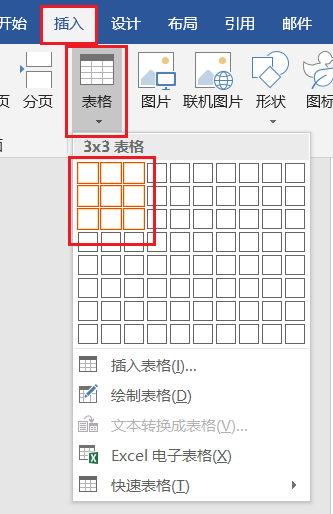 开始 插入 设计 布局 引用 邮件
页 分页 表格 图片 联机图片 形状 图标
面
3x3 表格
插入表格(I)...
绘制表格(D)
文本转换成表格(V)...
Excel 电子表格(X)
快速表格(T)